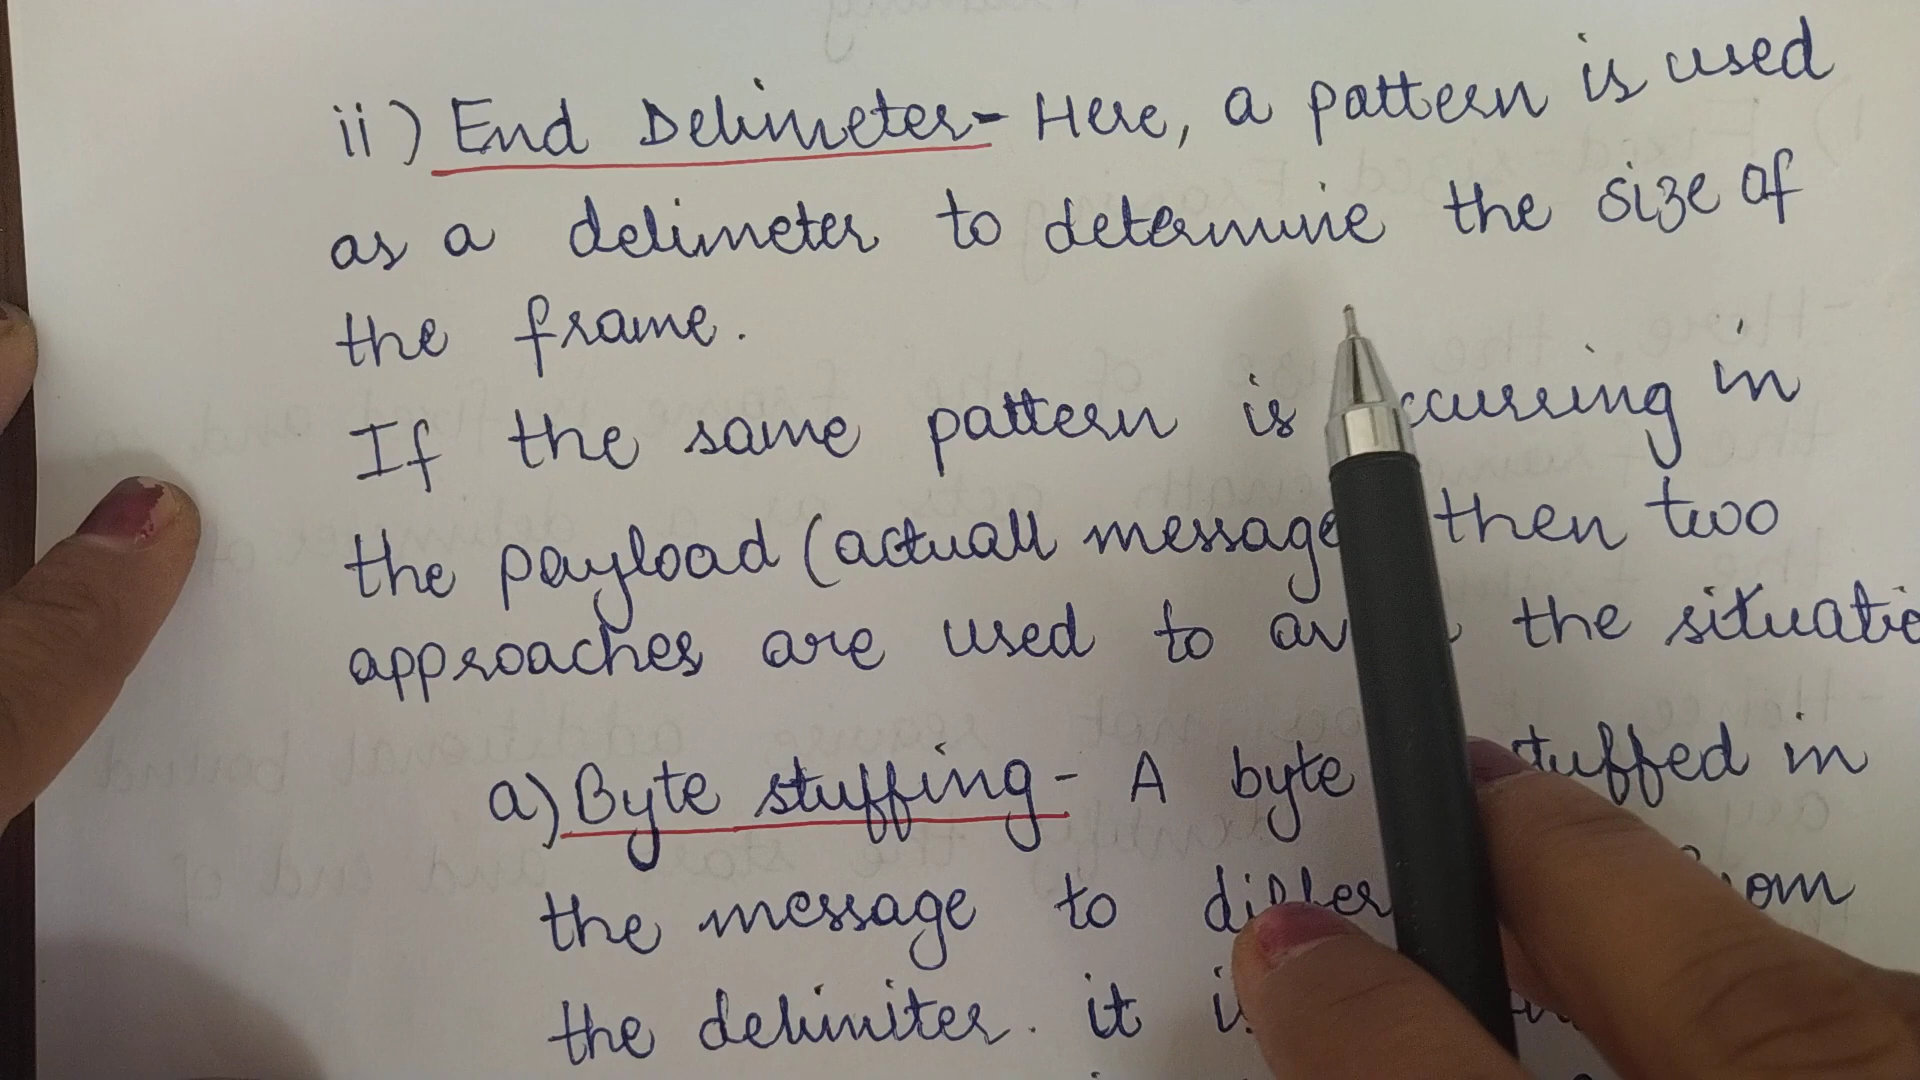 ii) End Delimeter - Here, a pattern is used
as a delimeter to determine the size of
the frame.
If the same pattern is in
the payload (actuall message then two
approaches are used to the
a) Byte stuffing - A byte in
the message to
the delimiter. it